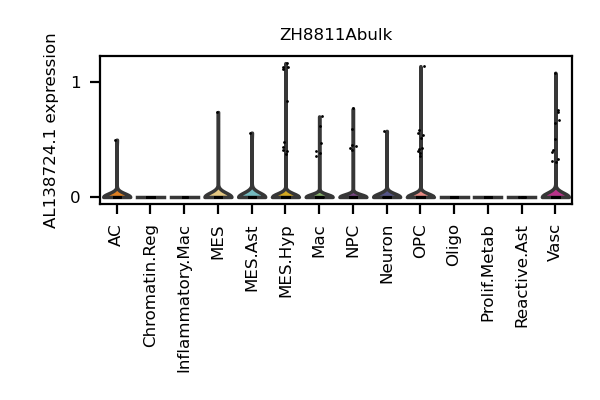 ZH8811Abulk
AL138724.1 expression
1
0
AC
Chromatin.Reg
Inflammatory.Mac
MES
MES.Ast
MES.Hyp
Mac
NPC
Neuron
OPC
Oligo
Prolif.Metab
Reactive.Ast
Vasc